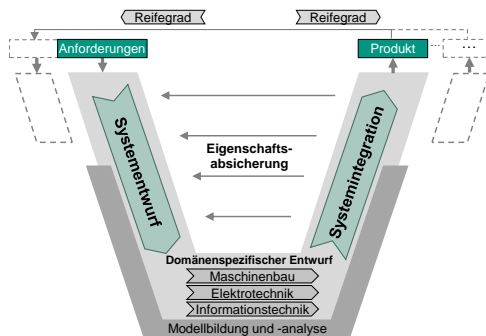 Reifegrad
Reifegrad
Anforderungen
Produkt
...
...
Systementwurf
Eigenschafts-
absicherung
Systemintegration
Domänenspezifischer Entwurf
Maschinenbau
Elektrotechnik
Informationstechnik
Modellbildung und -analyse